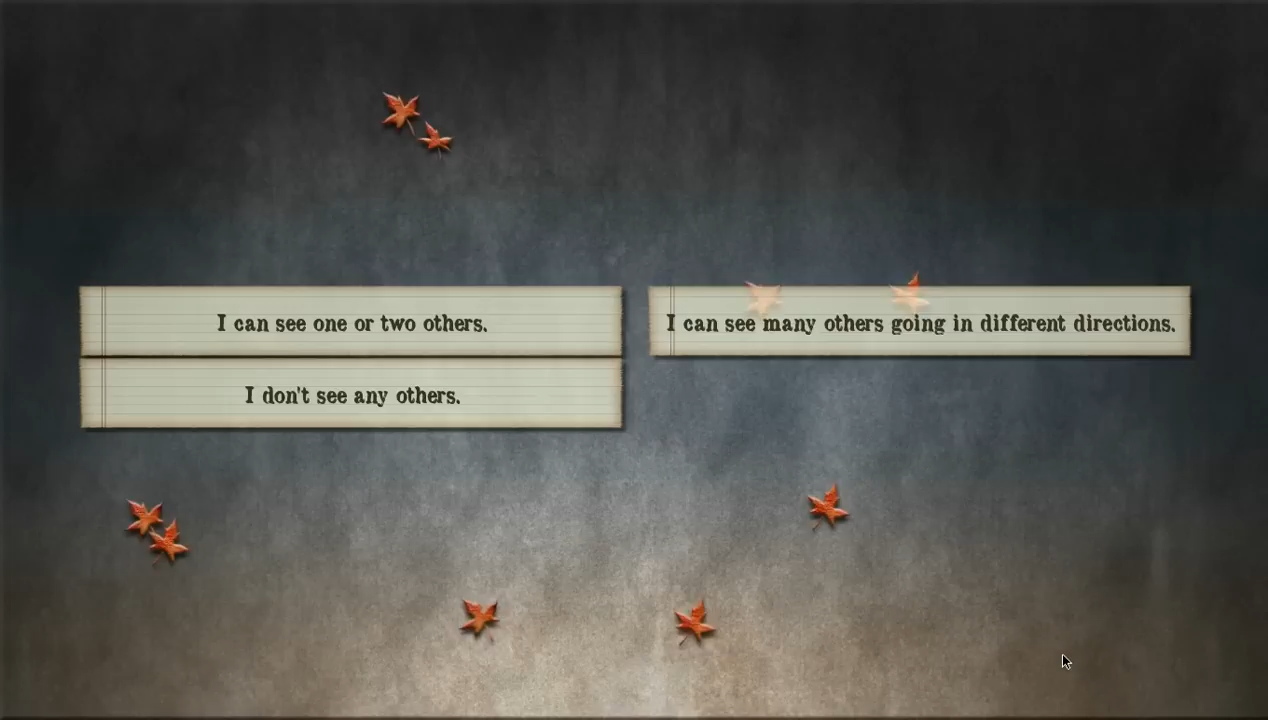 I can see one or two others.
I can see many others going in different directions.
I don't see any others.